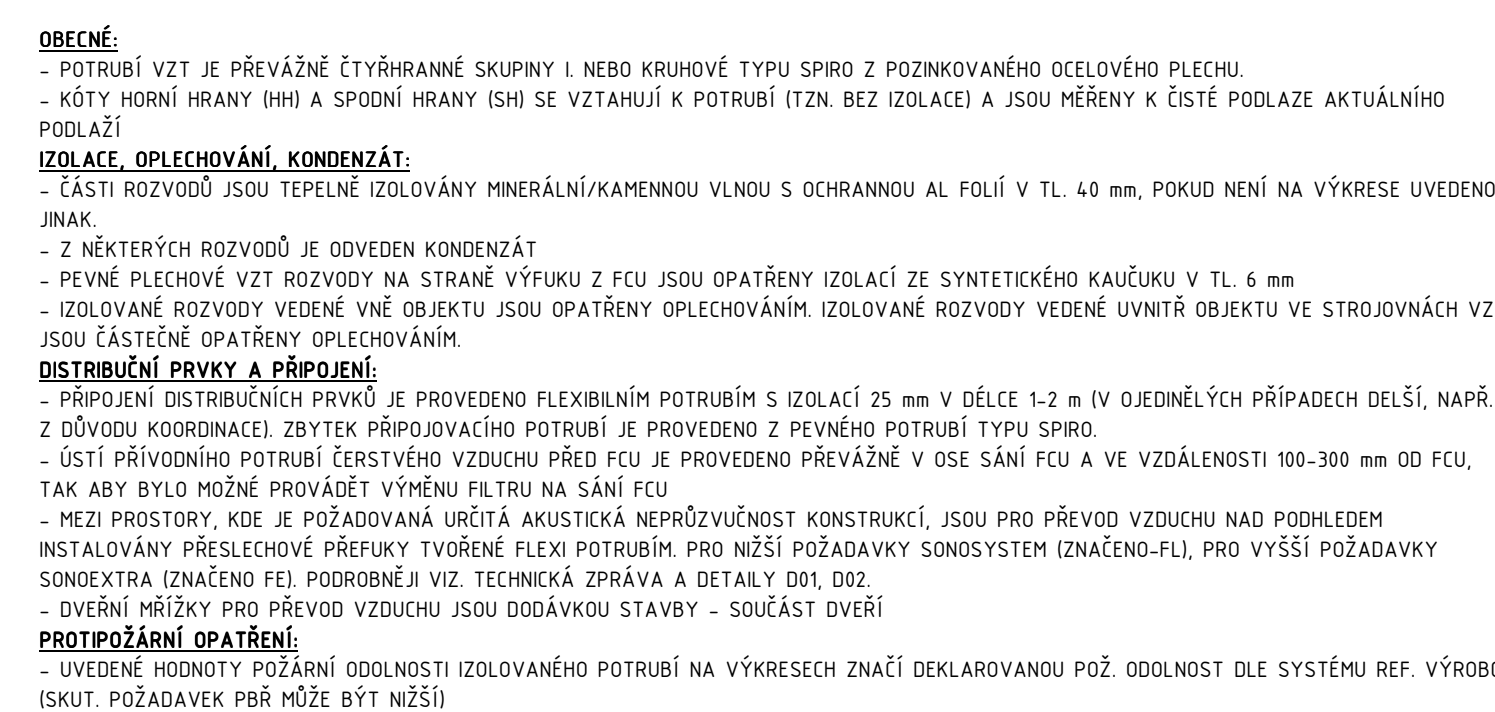 OBECNÉ:
- POTRUBÍ VZT JE PŘEVÁŽNĚ ČTYŘHRANNÉ SKUPINY I. NEBO KRUHOVÉ TYPU SPIRO Z POZINKOVANÉHO OCELOVÉHO PLECHU.
- KÓTY HORNÍ HRANY (HH) A SPODNÍ HRANY (SH) SE VZTAHUJÍ K POTRUBÍ (TZN. BEZ IZOLACE) A JSOU MĚŘENY K ČISTÉ PODLAZE AKTUÁLNÍHO
PODLAŽÍ
IZOLACE, OPLECHOVÁNÍ, KONDENZÁT:
- ČÁSTI ROZVODŮ JSOU TEPELNĚ IZOLOVÁNY MINERÁLNÍ/KAMENNOU VLNOU S OCHRANNOU AL FOLIÍ V TL. 40 mm, POKUD NENÍ NA VÝKRESE UVEDENO
JINAK.
- Z NĚKTERÝCH ROZVODŮ JE ODVEDEN KONDENZÁT
- PEVNÉ PLECHOVÉ VZT ROZVODY NA STRANĚ VÝFUKU Z FCU JSOU OPATŘENY IZOLACÍ ZE SYNTETICKÉHO KAUČUKU V TL. 6 mm
- IZOLOVANÉ ROZVODY VEDENÉ VNĚ OBJEKTU JSOU OPATŘENY OPLECHOVÁNÍM. IZOLOVANÉ ROZVODY VEDENÉ UVNITŘ OBJEKTU VE STROJOVNÁCH VZ
JSOU ČÁSTEČNĚ OPATŘENY OPLECHOVÁNÍM.
DISTRIBUČNÍ PRVKY A PŘIPOJENÍ:
- PŘIPOJENÍ DISTRIBUČNÍCH PRVKŮ JE PROVEDENO FLEXIBILNÍM POTRUBÍM S IZOLACÍ 25 mm V DÉLCE 1-2 m (V OJEDINĚLÝCH PŘÍPADECH DELŠÍ, NAPŘ.
Z DŮVODU KOORDINACE). ZBYTEK PŘIPOJOVACÍHO POTRUBÍ JE PROVEDENO Z PEVNÉHO POTRUBÍ TYPU SPIRO.
- ÚSTÍ PŘÍVODNÍHO POTRUBÍ ČERSTVÉHO VZDUCHU PŘED FCU JE PROVEDENO PŘEVÁŽNĚ V OSE SÁNÍ FCU A VE VZDÁLENOSTI 100-300 mm OD FCU,
TAK ABY BYLO MOŽNÉ PROVÁDĚT VÝMĚNU FILTRU NA SÁNÍ FCU
- MEZI PROSTORY, KDE JE POŽADOVANÁ URČITÁ AKUSTICKÁ NEPRŮZVUČNOST KONSTRUKCÍ, JSOU PRO PŘEVOD VZDUCHU NAD PODHLEDEM
INSTALOVÁNY PŘESLECHOVÉ PŘEFUKY TVOŘENÉ FLEXI POTRUBÍM. PRO NIŽŠÍ POŽADAVKY SONOSYSTEM (ZNAČENO-FL), PRO VYŠŠÍ POŽADAVKY
SONOEXTRA (ZNAČENO FE). PODROBNĚJI VIZ. TECHNICKÁ ZPRÁVA A DETAILY D01, D02.
- DVEŘNÍ MŘÍŽKY PRO PŘEVOD VZDUCHU JSOU DODÁVKOU STAVBY - SOUČÁST DVEŘÍ
PROTIPOŽÁRNÍ OPATŘENÍ:
- UVEDENÉ HODNOTY POŽÁRNÍ ODOLNOSTI IZOLOVANÉHO POTRUBÍ NA VÝKRESECH ZNAČÍ DEKLAROVANOU POŽ. ODOLNOST DLE SYSTÉMU REF.
(SKUT. POŽADAVEK PBŘ MŮŽE BÝT NIŽŠÍ)